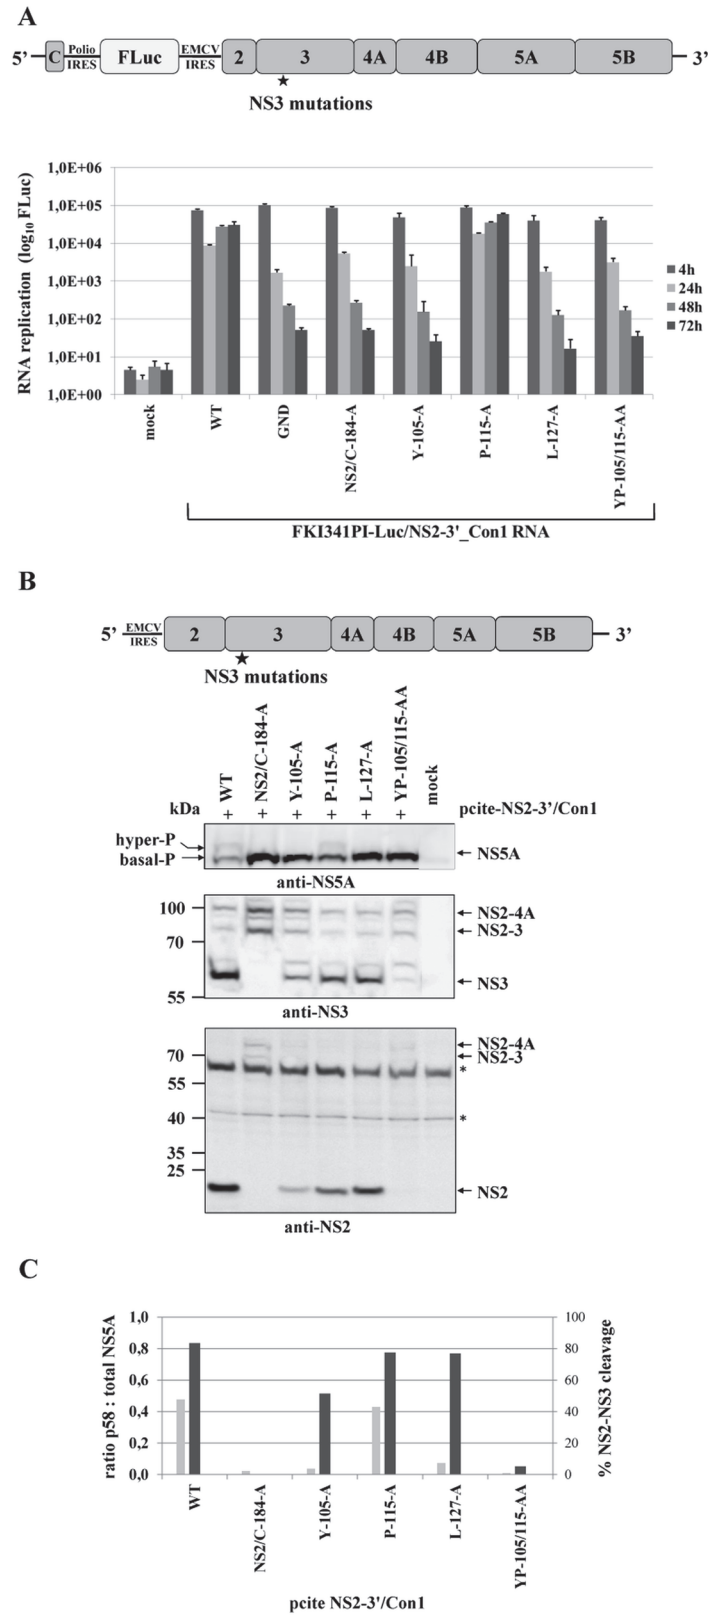 A
5’ C Polio IRES FLuc EMCV IRES 2 3 4A 4B 5A 5B 3’
NS3 mutations
RNA replication (log10 FLuc)
1,0E+06
1,0E+05
1,0E+04
1,0E+03
1,0E+02
1,0E+01
1,0E+00
4h
24h
48h
72h
mock
WT
GND
NS2/C-184-A
Y-105-A
P-115-A
L-127-A
YP-105/115-AA
FKI341PI-Luc/NS2-3'_Con1 RNA
B
5’ EMCV IRES 2 3 4A 4B 5A 5B 3’
NS3 mutations
WT
NS2/C-184-A
Y-105-A
P-115-A
L-127-A
YP-105/115-AA
mock
kDa + + + + + + pcite-NS2-3’/Con1
hyper-P
basal-P
NS5A
anti-NS5A
100
70
55
NS2-4A
NS2-3
NS3
anti-NS3
70
55
40
35
25
NS2-4A
NS2-3
*
*
NS2
anti-NS2
C
ratio p58 : total NS5A
1,0
0,8
0,6
0,4
0,2
0,0
100
80
60
40
20
0
% NS2-NS3 cleavage
WT
NS2/C-184-A
Y-105-A
P-115-A
L-127-A
YP-105/115-AA
pcite NS2-3'/Con1